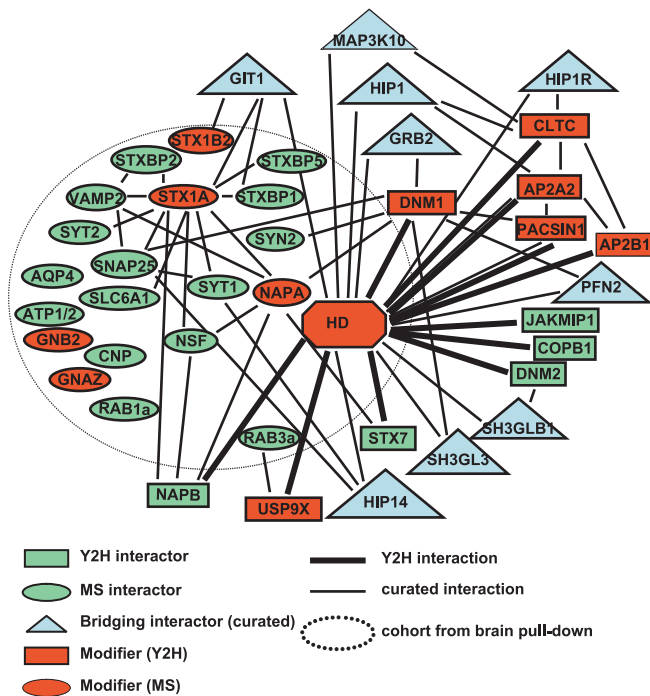 MAP3K10
GIT1
HIP1
HIP1R
GRB2
CLTC
STX1B2
STXBP2
STXBP5
VAMP2
STX1A
STXBP1
DNM1
AP2A2
SYT2
SYN2
PACSIN1
AP2B1
SNAP25
AQP4
SLC6A1
SYT1
NAPA
PFN2
ATP1/2
HD
JAKMIP1
GNB2
NSF
COPB1
CNP
DNM2
GNAZ
RAB1a
RAB3a
STX7
SH3GLB1
SH3GL3
NAPB
USP9X
HIP14
Y2H interactor
MS interactor
Bridging interactor (curated)
Modifier (Y2H)
Modifier (MS)
Y2H interaction
curated interaction
cohort from brain pull-down